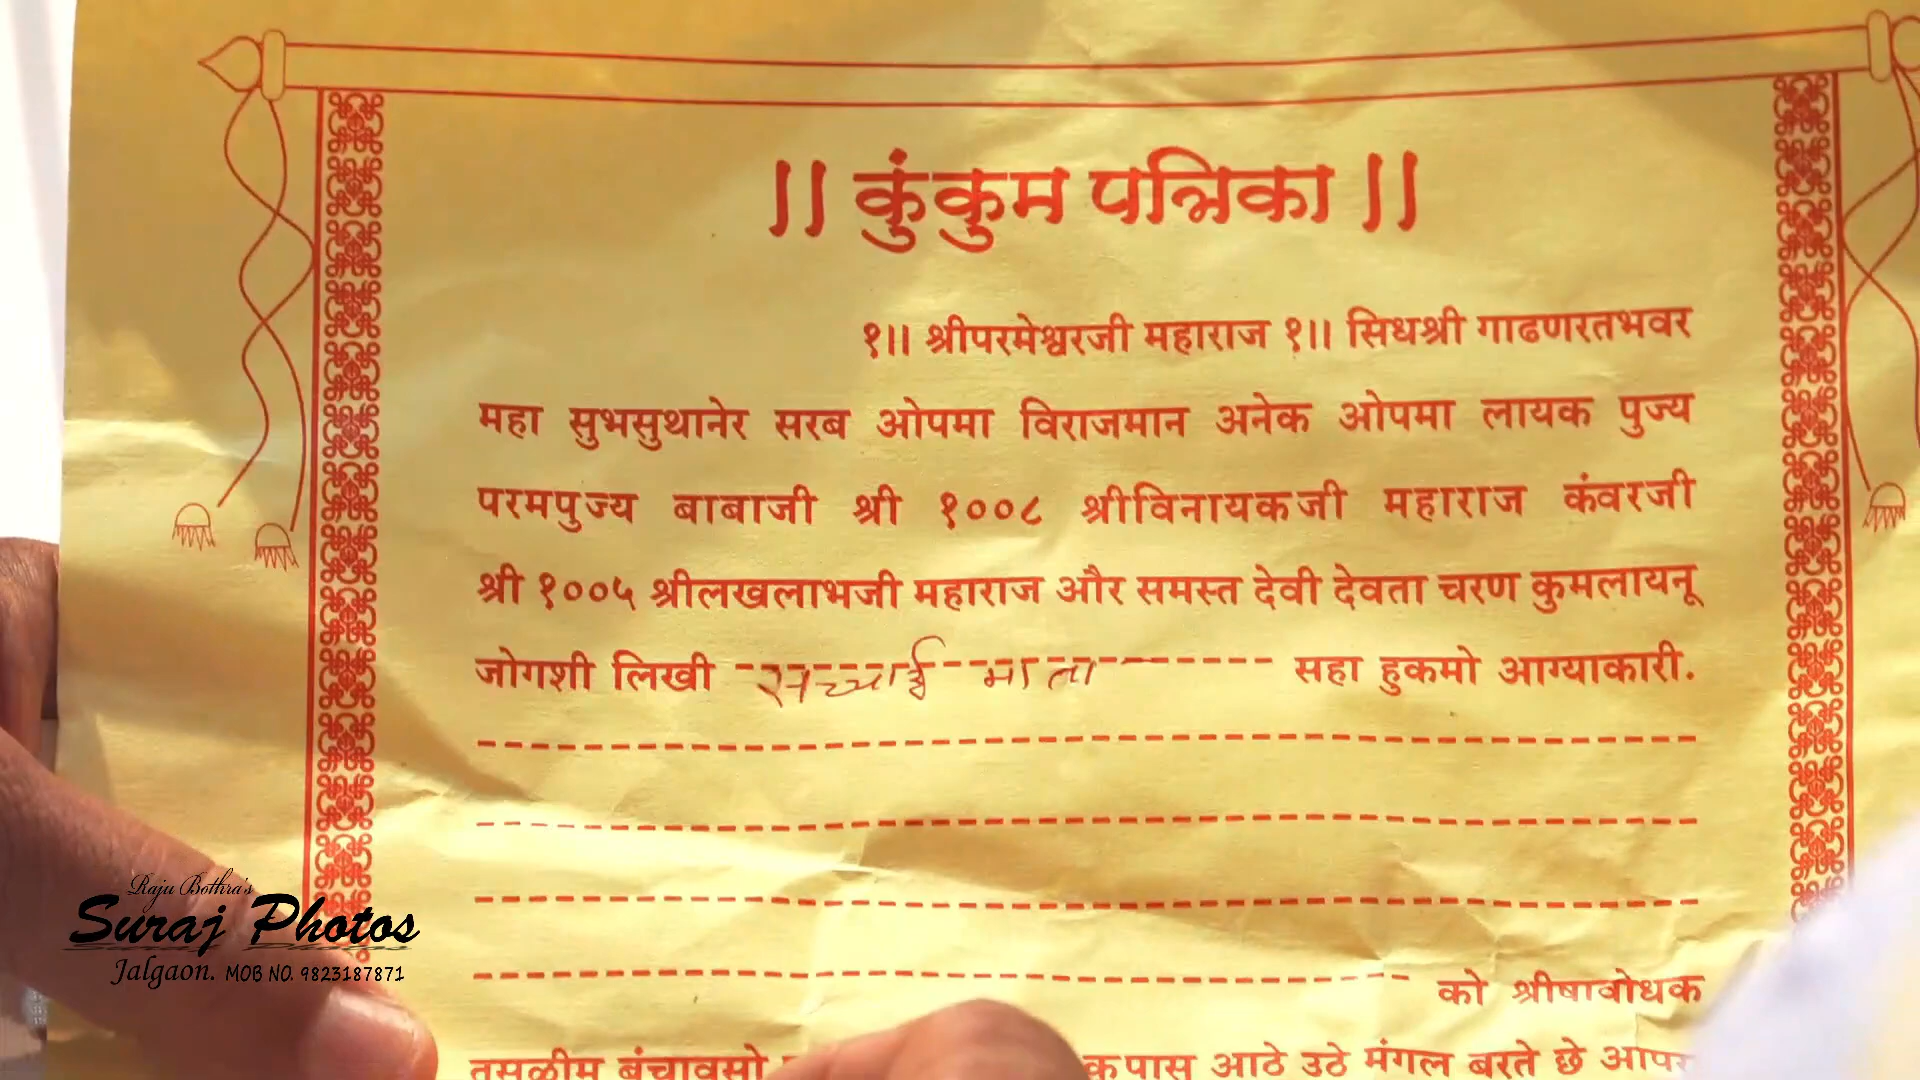 ।। कुंकुम पत्रिका ।।
१।। श्रीपरमेश्वरजी महाराज १।। सिधश्री गाढणरतभवर
महा सुभसुथानेर सरब ओपमा विराजमान अनेक ओपमा लायक पुज्य
परमपुज्य बाबाजी श्री १००८ श्रीविनायकजी महाराज कंवरजी
श्री १००५ श्रीलखलाभजी महाराज और समस्त देवी देवता चरण कुमलायनू
जोगशी लिखी सच्याई माता सहा हुकमो आग्याकारी.
को श्रीषावोधक
तसळीम बंचावसो कपास आठे उठे मंगल बरते छे
Raju Bothra's
Suraj Photos
Jalgaon. MOB NO. 9823187871